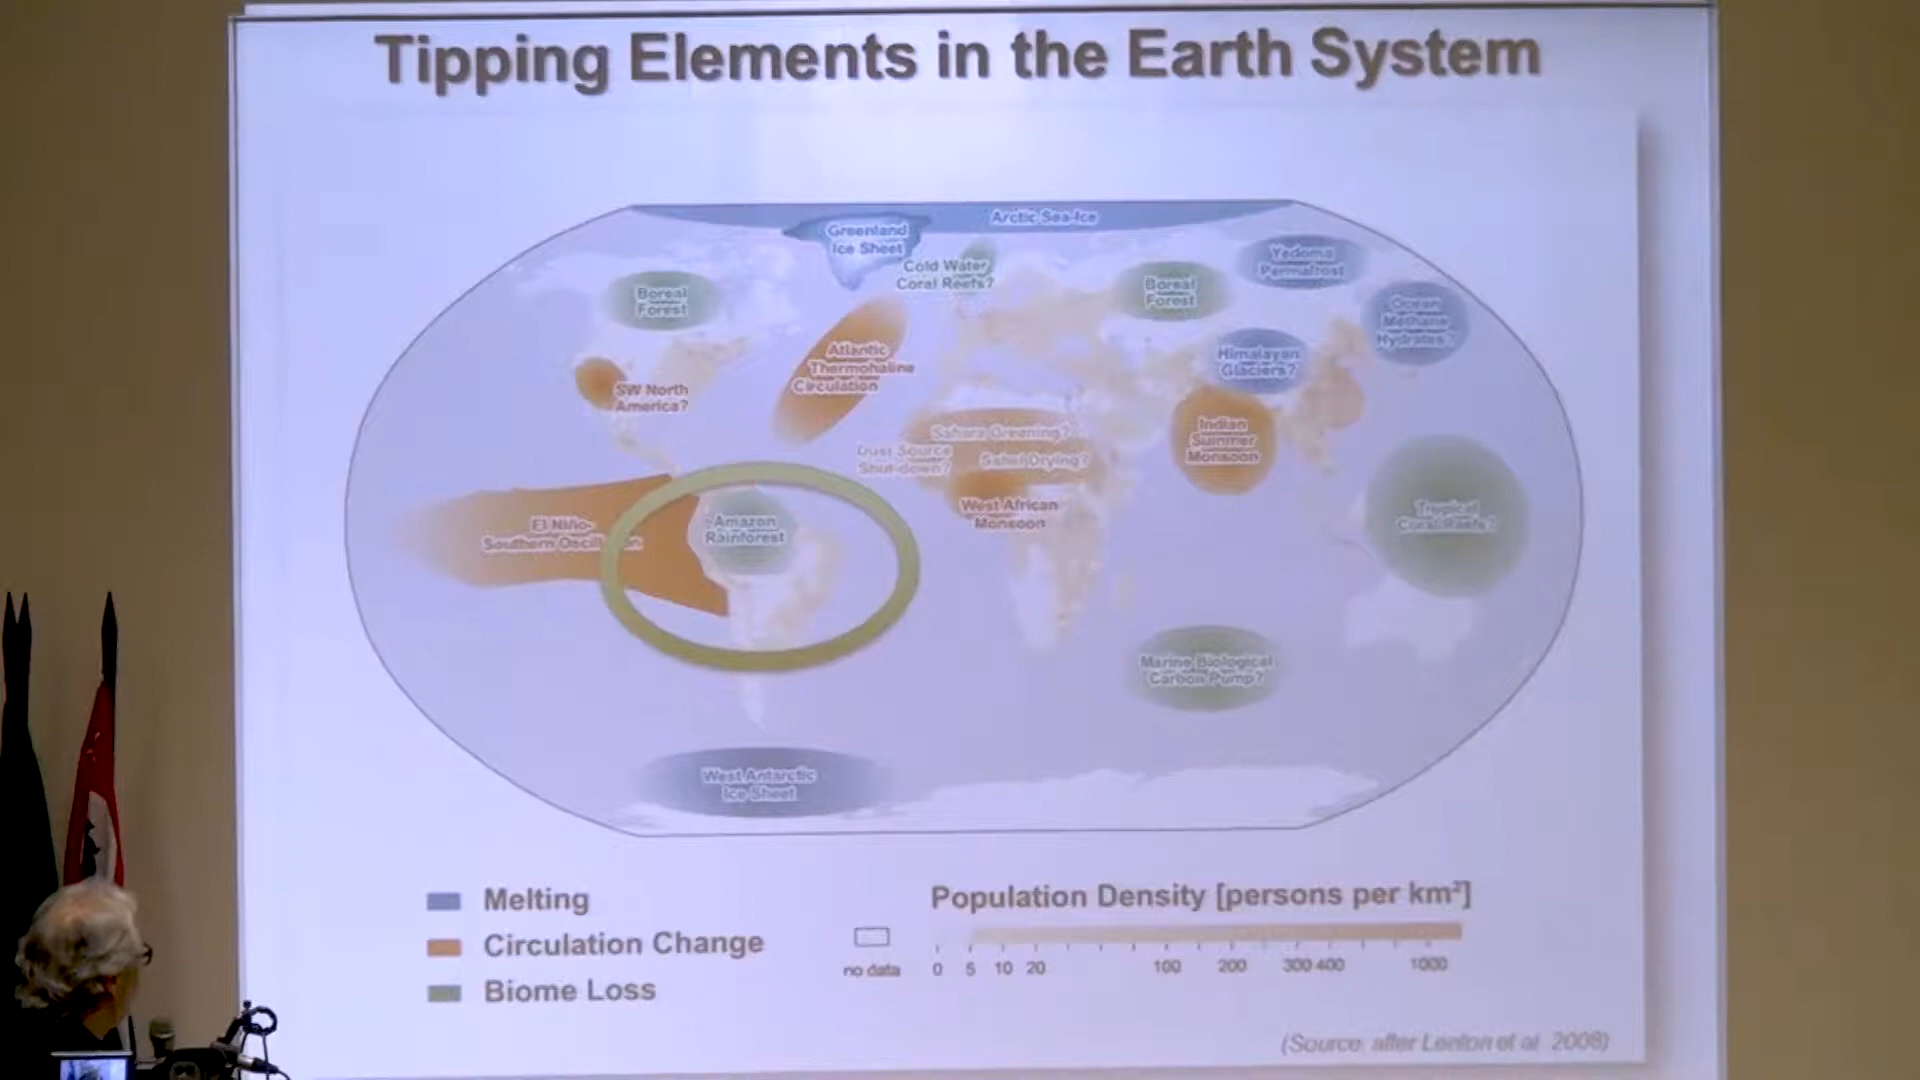 Tipping Elements in the Earth System
Arctic Sea-Ice
Greenland
Ice Sheet
Cold Water
Coral Reefs?
Yedoma
Permafrost
Boreal
Forest
Boreal
Forest
Ocean
Methane
Hydrates?
Atlantic
Thermohaline
Circulation
Himalayan
Glaciers?
SW North
America?
Sahara Greening?
Dust Source
Shut-down?
Sahel Drying?
Indian
Summer
Monsoon
West African
Monsoon
El Niño-
Southern Oscill
n
Amazon
Rainforest
Tropical
Coral Reefs?
Marine Biological
Carbon Pump?
West Antarctic
Ice Sheet
Melting
Circulation Change
Biome Loss
Population Density [persons per km²]
no data
0 5 10 20 100 200 300 400 1000
(Source: after Lenton et al. 2008)